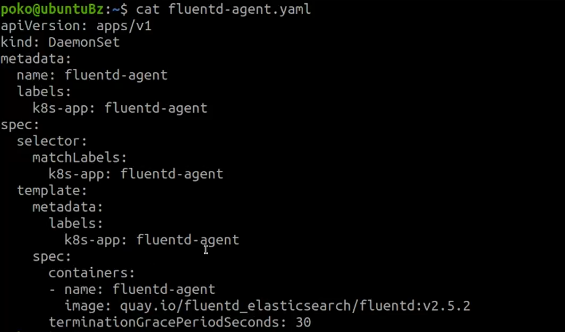 poko@ubuntuBz:~$ cat fluentd-agent.yaml
apiVersion: apps/v1
kind: DaemonSet
metadata:
  name: fluentd-agent
  labels:
    k8s-app: fluentd-agent
spec:
  selector:
    matchLabels:
      k8s-app: fluentd-agent
  template:
    metadata:
      labels:
        k8s-app: fluentd-agent
    spec:
      containers:
      - name: fluentd-agent
        image: quay.io/fluentd_elasticsearch/fluentd:v2.5.2
      terminationGracePeriodSeconds: 30